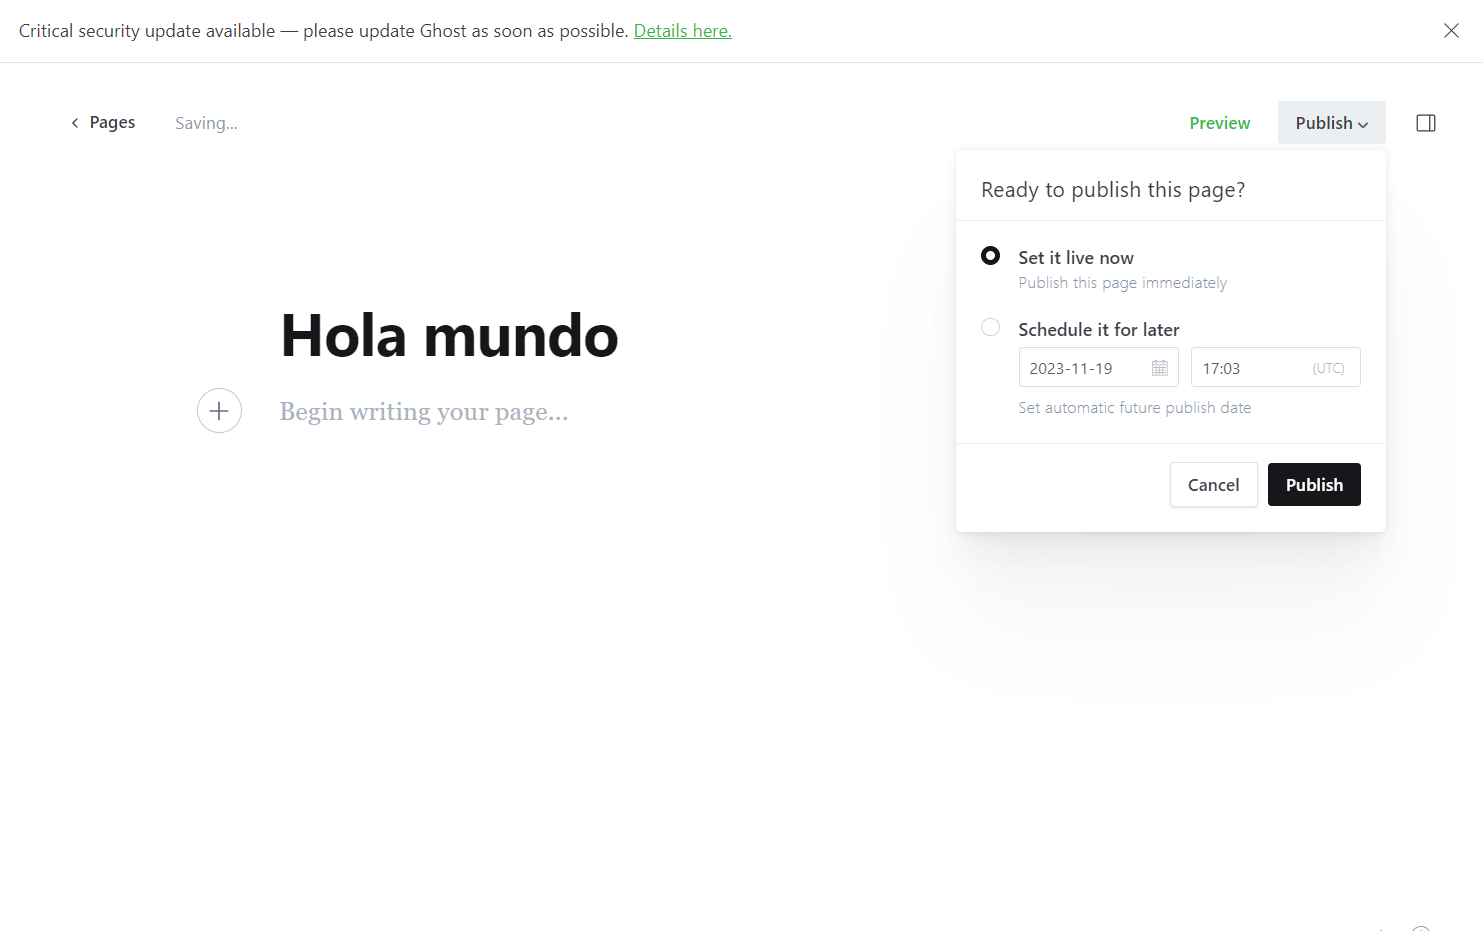 Critical security update available — please update Ghost as soon as possible. Details here.
Pages
Saving...
Preview
Publish
Ready to publish this page?
Set it live now
Publish this page immediately
Schedule it for later
2023-11-19
17:03
(UTC)
Set automatic future publish date
Cancel
Publish
Hola mundo
Begin writing your page...